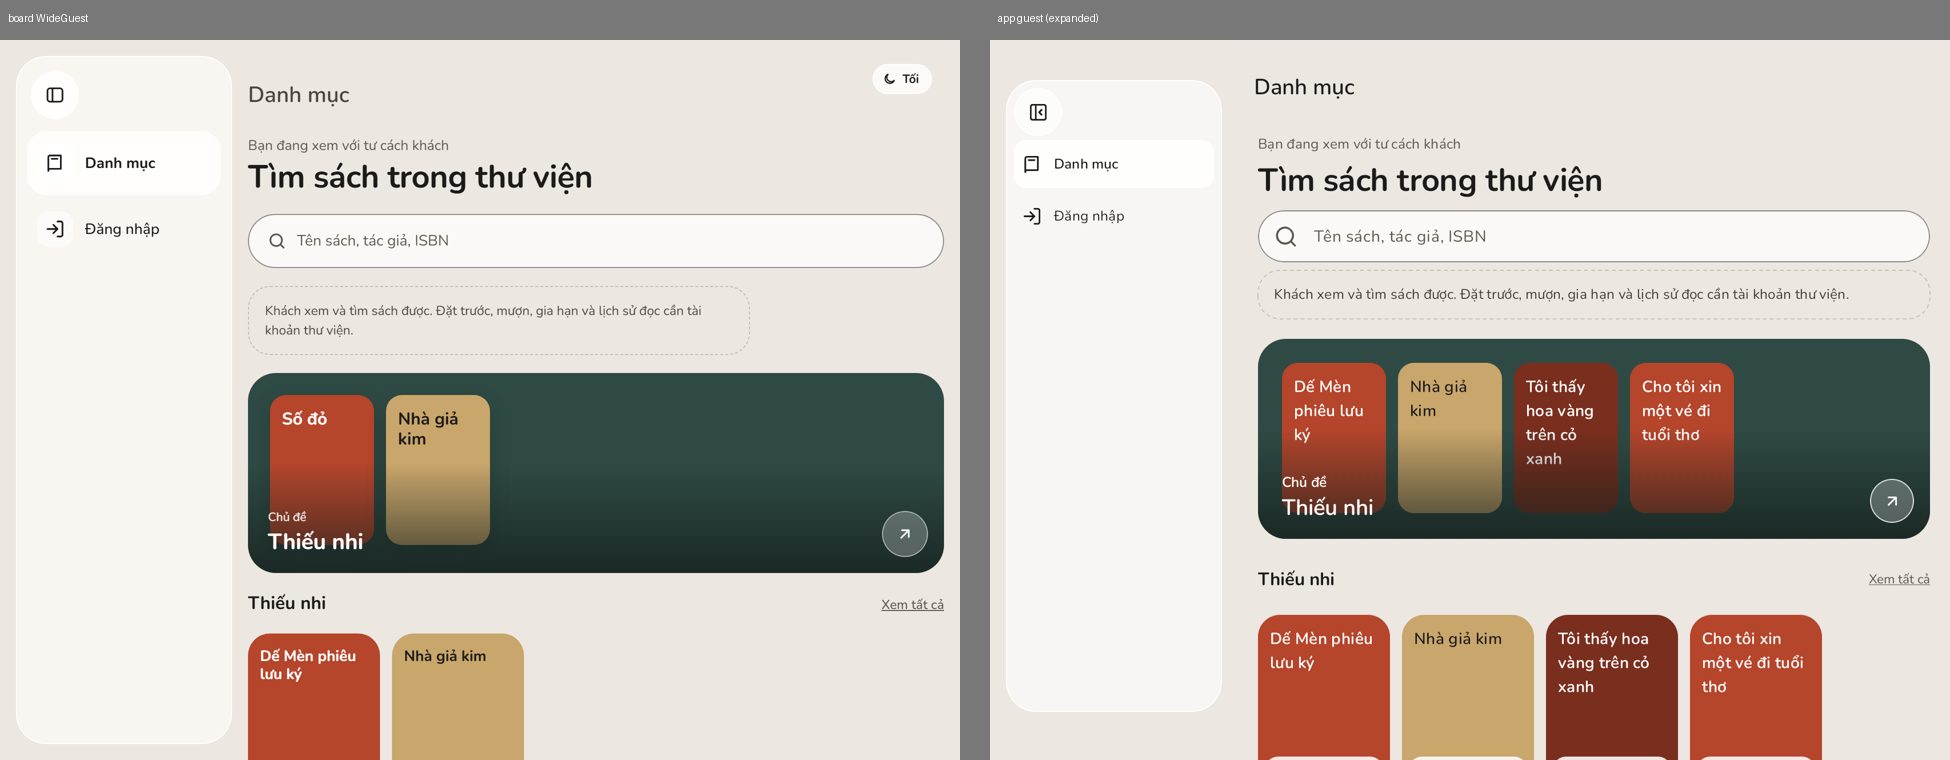 board WideGuest
Danh mục
Đăng nhập
Danh mục
Tối
Bạn đang xem với tư cách khách
Tìm sách trong thư viện
Tên sách, tác giả, ISBN
Khách xem và tìm sách được. Đặt trước, mượn, gia hạn và lịch sử đọc cần tài
khoản thư viện.
Số đỏ
Nhà giả
kim
Chủ đề
Thiếu nhi
Thiếu nhi
Xem tất cả
Dế Mèn phiêu
lưu ký
Nhà giả kim
app guest (expanded)
Danh mục
Đăng nhập
Danh mục
Bạn đang xem với tư cách khách
Tìm sách trong thư viện
Tên sách, tác giả, ISBN
Khách xem và tìm sách được. Đặt trước, mượn, gia hạn và lịch sử đọc cần tài khoản thư viện.
Dế Mèn
phiêu lưu
ký
Nhà giả
kim
Tôi thấy
hoa vàng
trên cỏ
xanh
Cho tôi xin
một vé đi
tuổi thơ
Chủ đề
Thiếu nhi
Thiếu nhi
Xem tất cả
Dế Mèn phiêu
lưu ký
Nhà giả kim
Tôi thấy hoa
vàng trên cỏ
xanh
Cho tôi xin
một vé đi tuổi
thơ